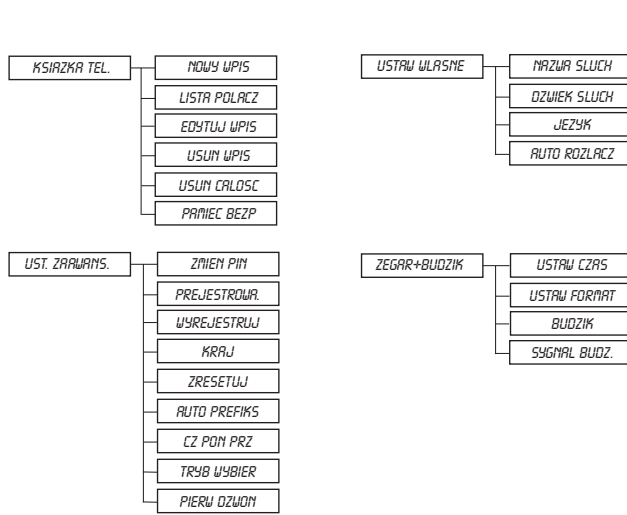 KSIAZKA TEL.
NOWY WPIS
LISTA POLACZ
EDYTUJ WPIS
USUN WPIS
USUN CALOSC
PAMIEC BEZP
USTAW WLASNE
NAZWA SLUCH
DZWIEK SLUCH
JEZYK
AUTO ROZLACZ
UST. ZAAWANS.
ZMIEN PIN
PREJESTROWA.
WYREJESTRUJ
KRAJ
ZRESETUJ
AUTO PREFIKS
CZ PON PRZ
TRYB WYBIER
PIERW DZWON
ZEGAR+BUDZIK
USTAW CZAS
USTAW FORMAT
BUDZIK
SYGNAL BUDZ.